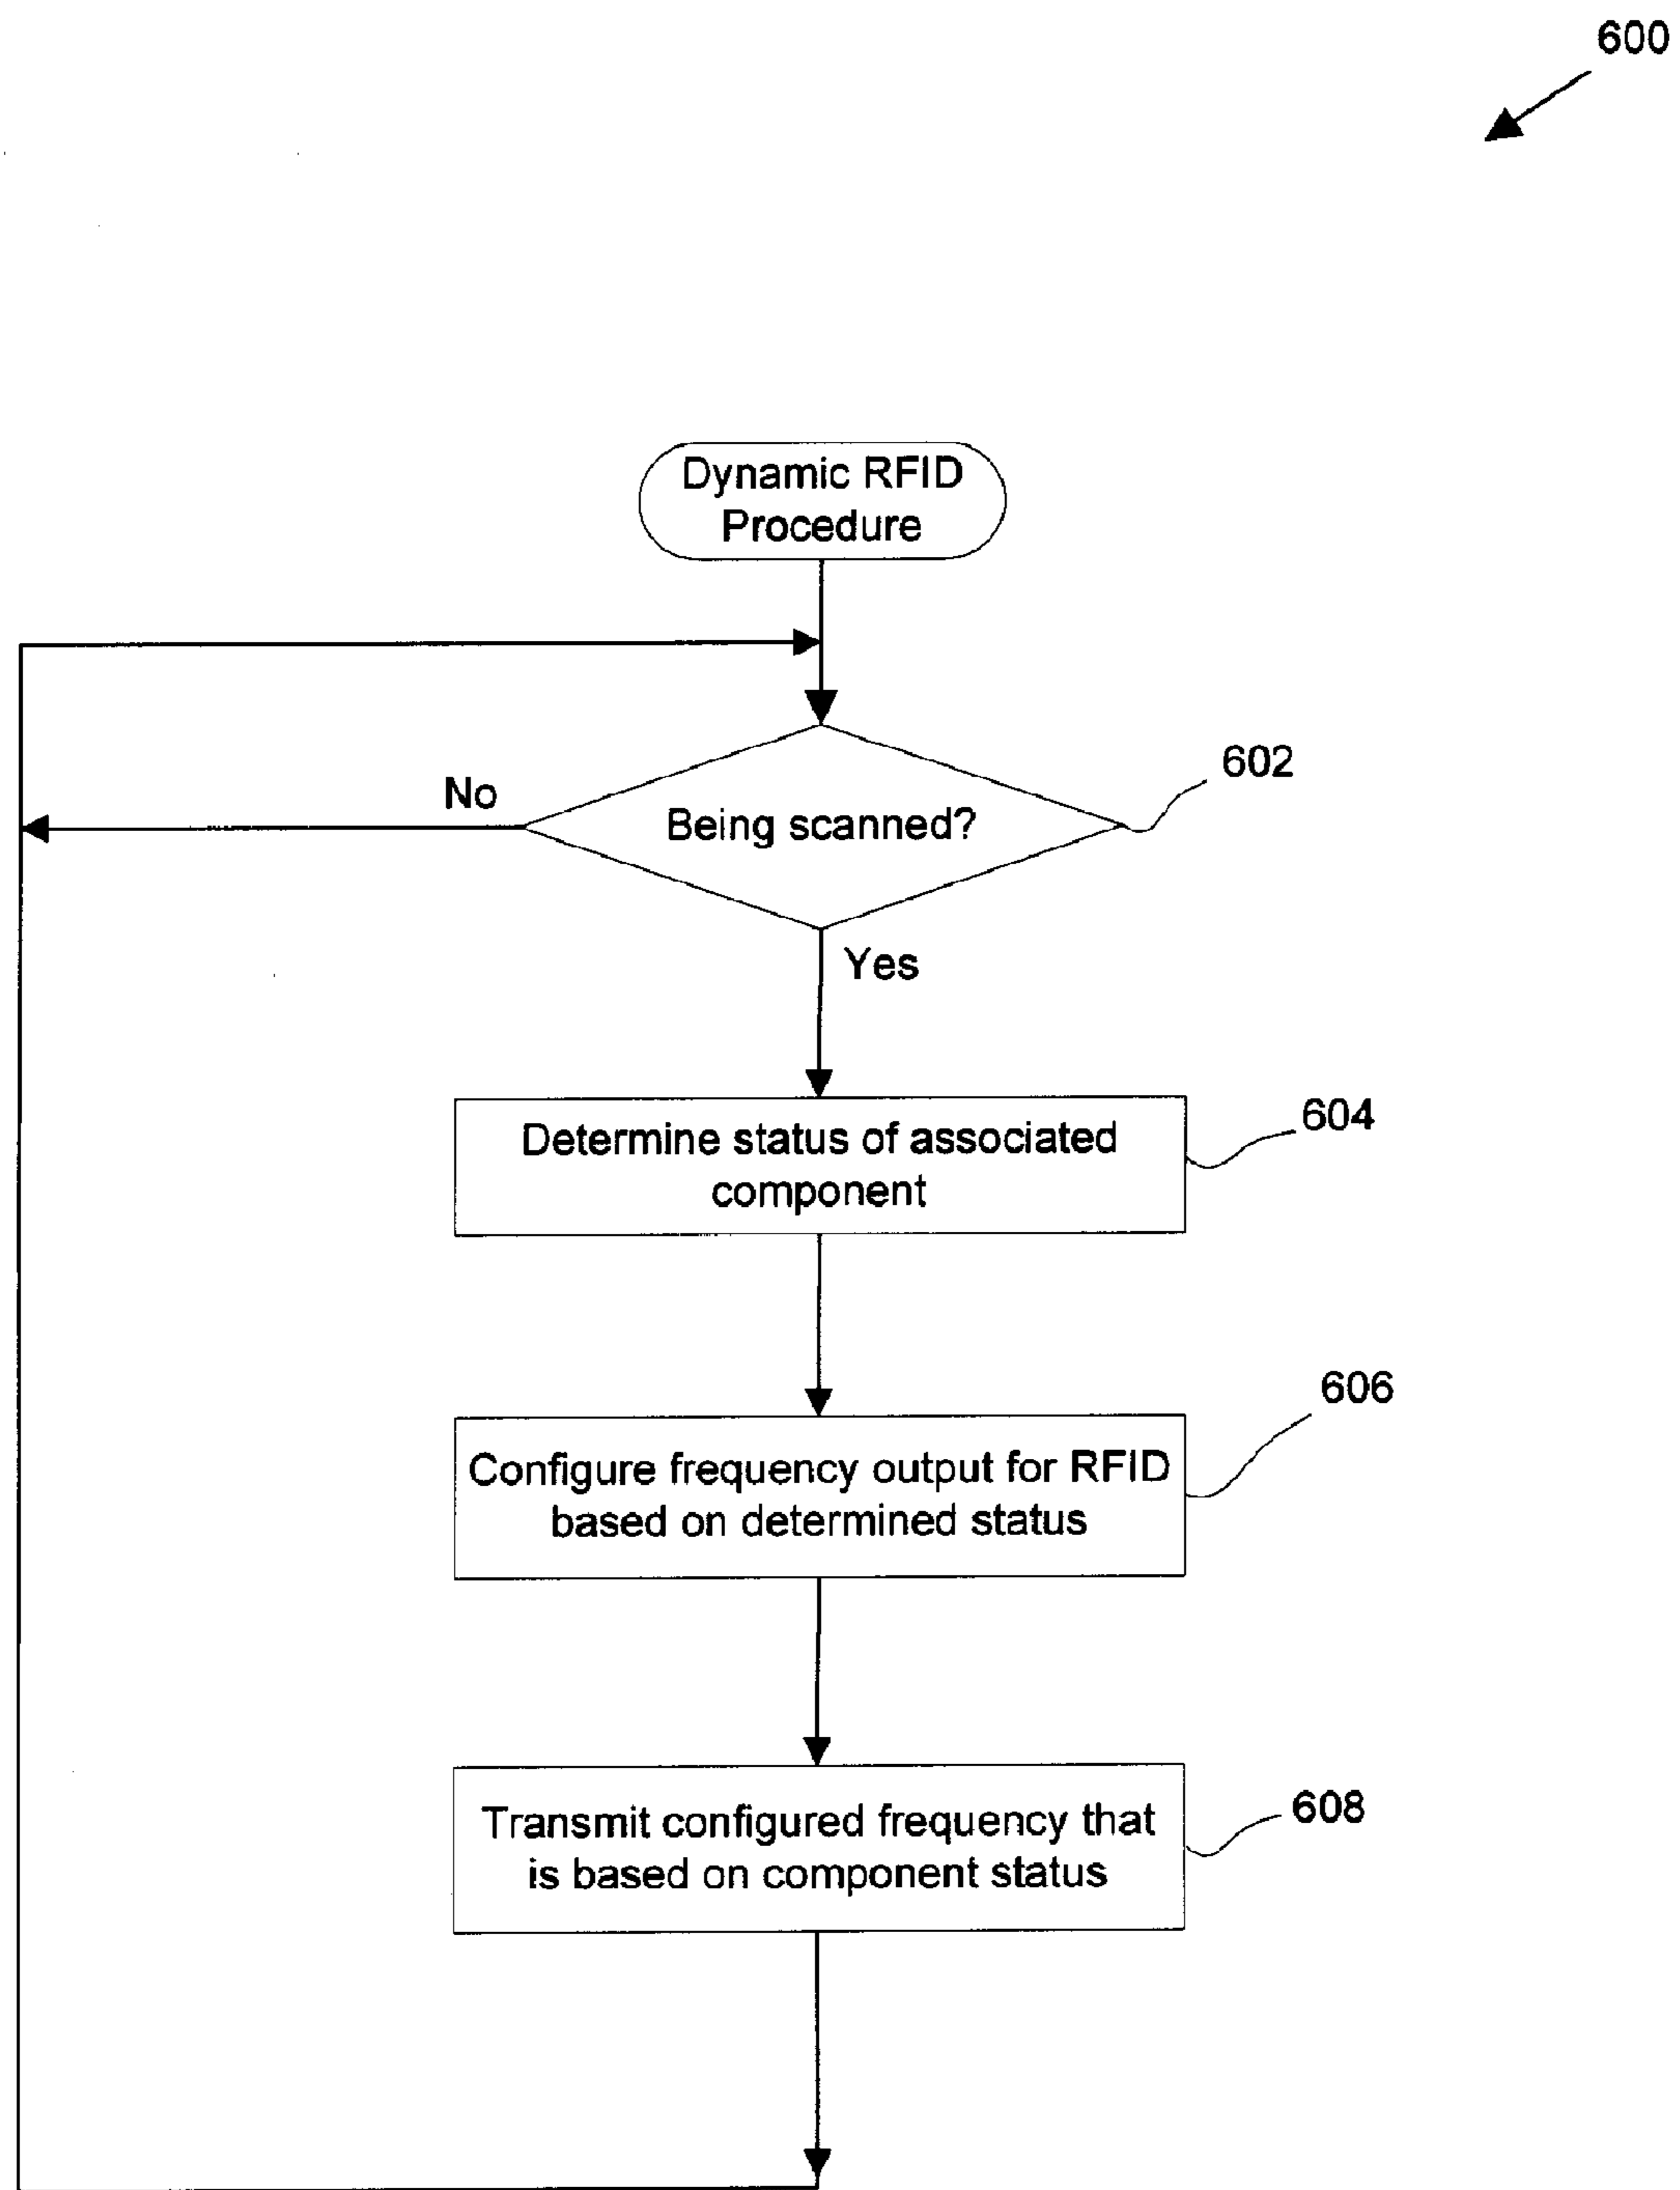 600
Dynamic RFID
Procedure
602
No
Being scanned?
Yes
604
Determine status of associated
component
606
Configure frequency output for RFID
based on determined status
608
Transmit configured frequency that
is based on component status